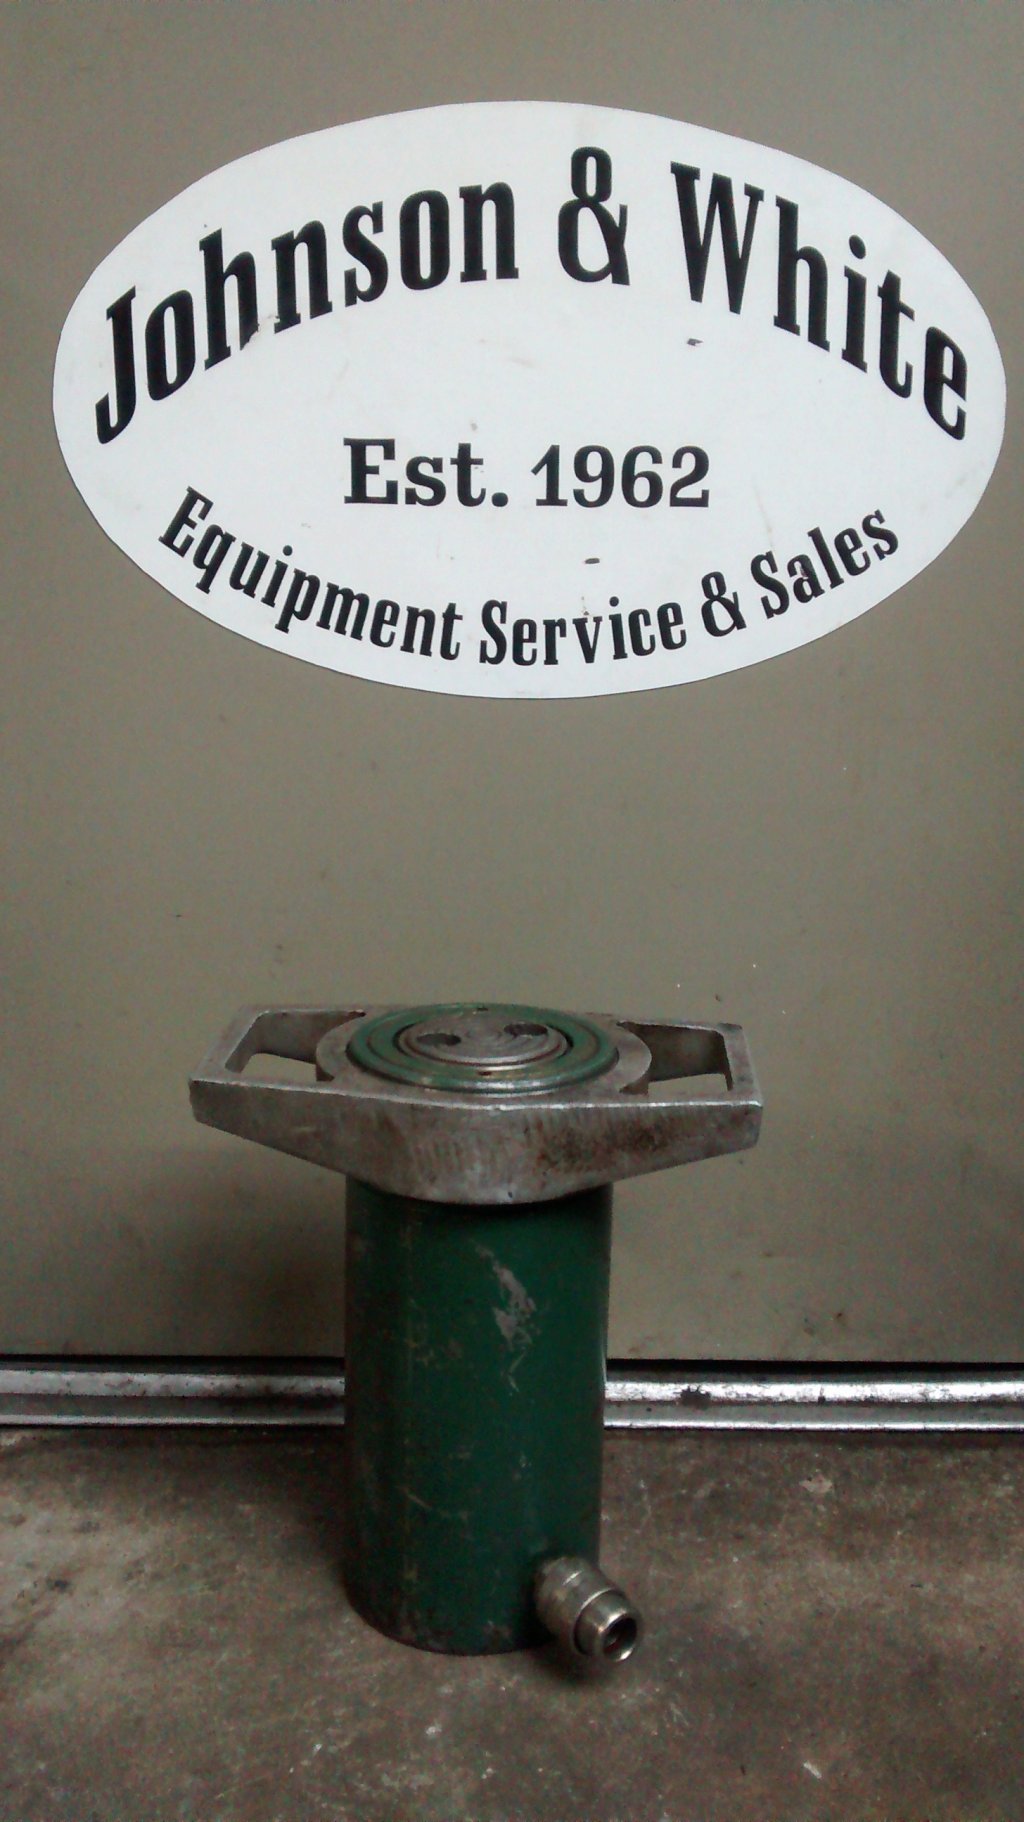 Johnson & White
Est. 1962
Equipment Service & Sales